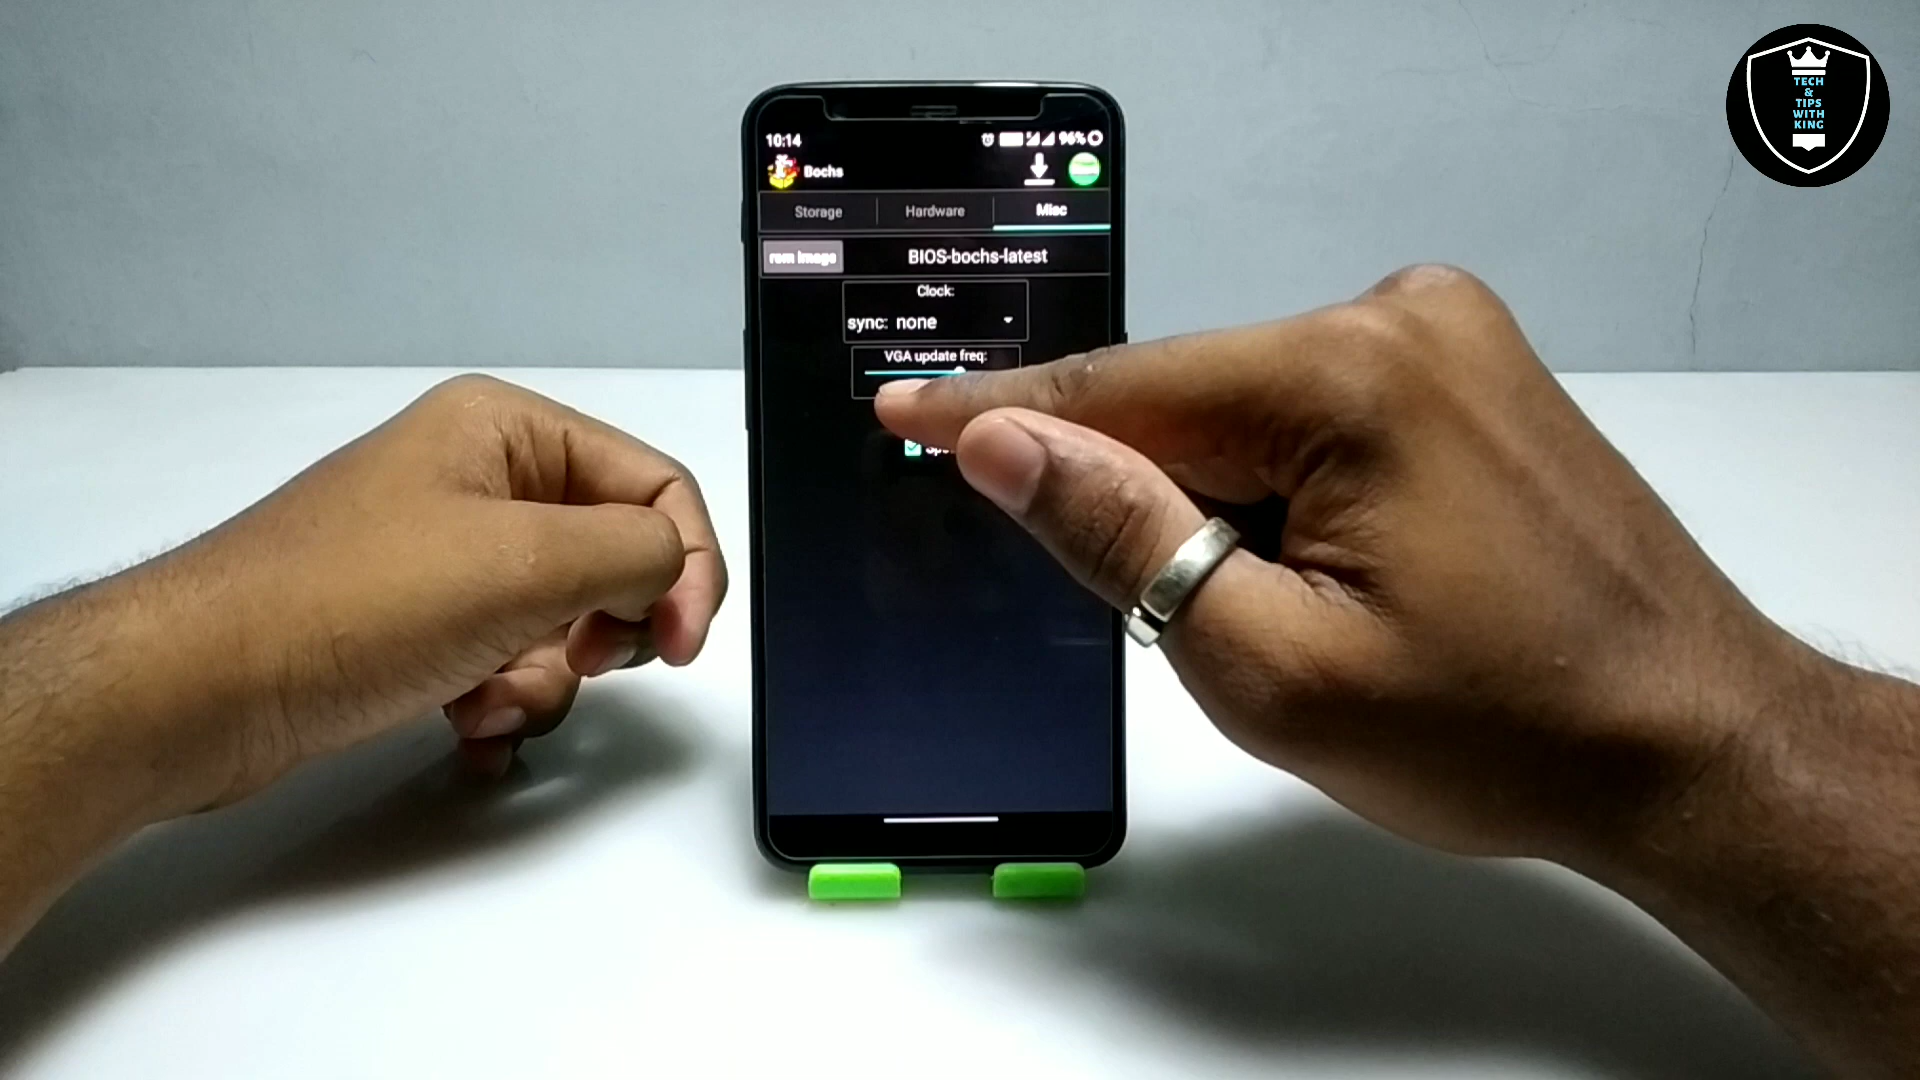 TECH
&
TIPS
WITH
KING
10:14
96%
Bochs
Storage Hardware Misc
rom image BIOS-bochs-latest
Clock:
sync: none
VGA update freq: